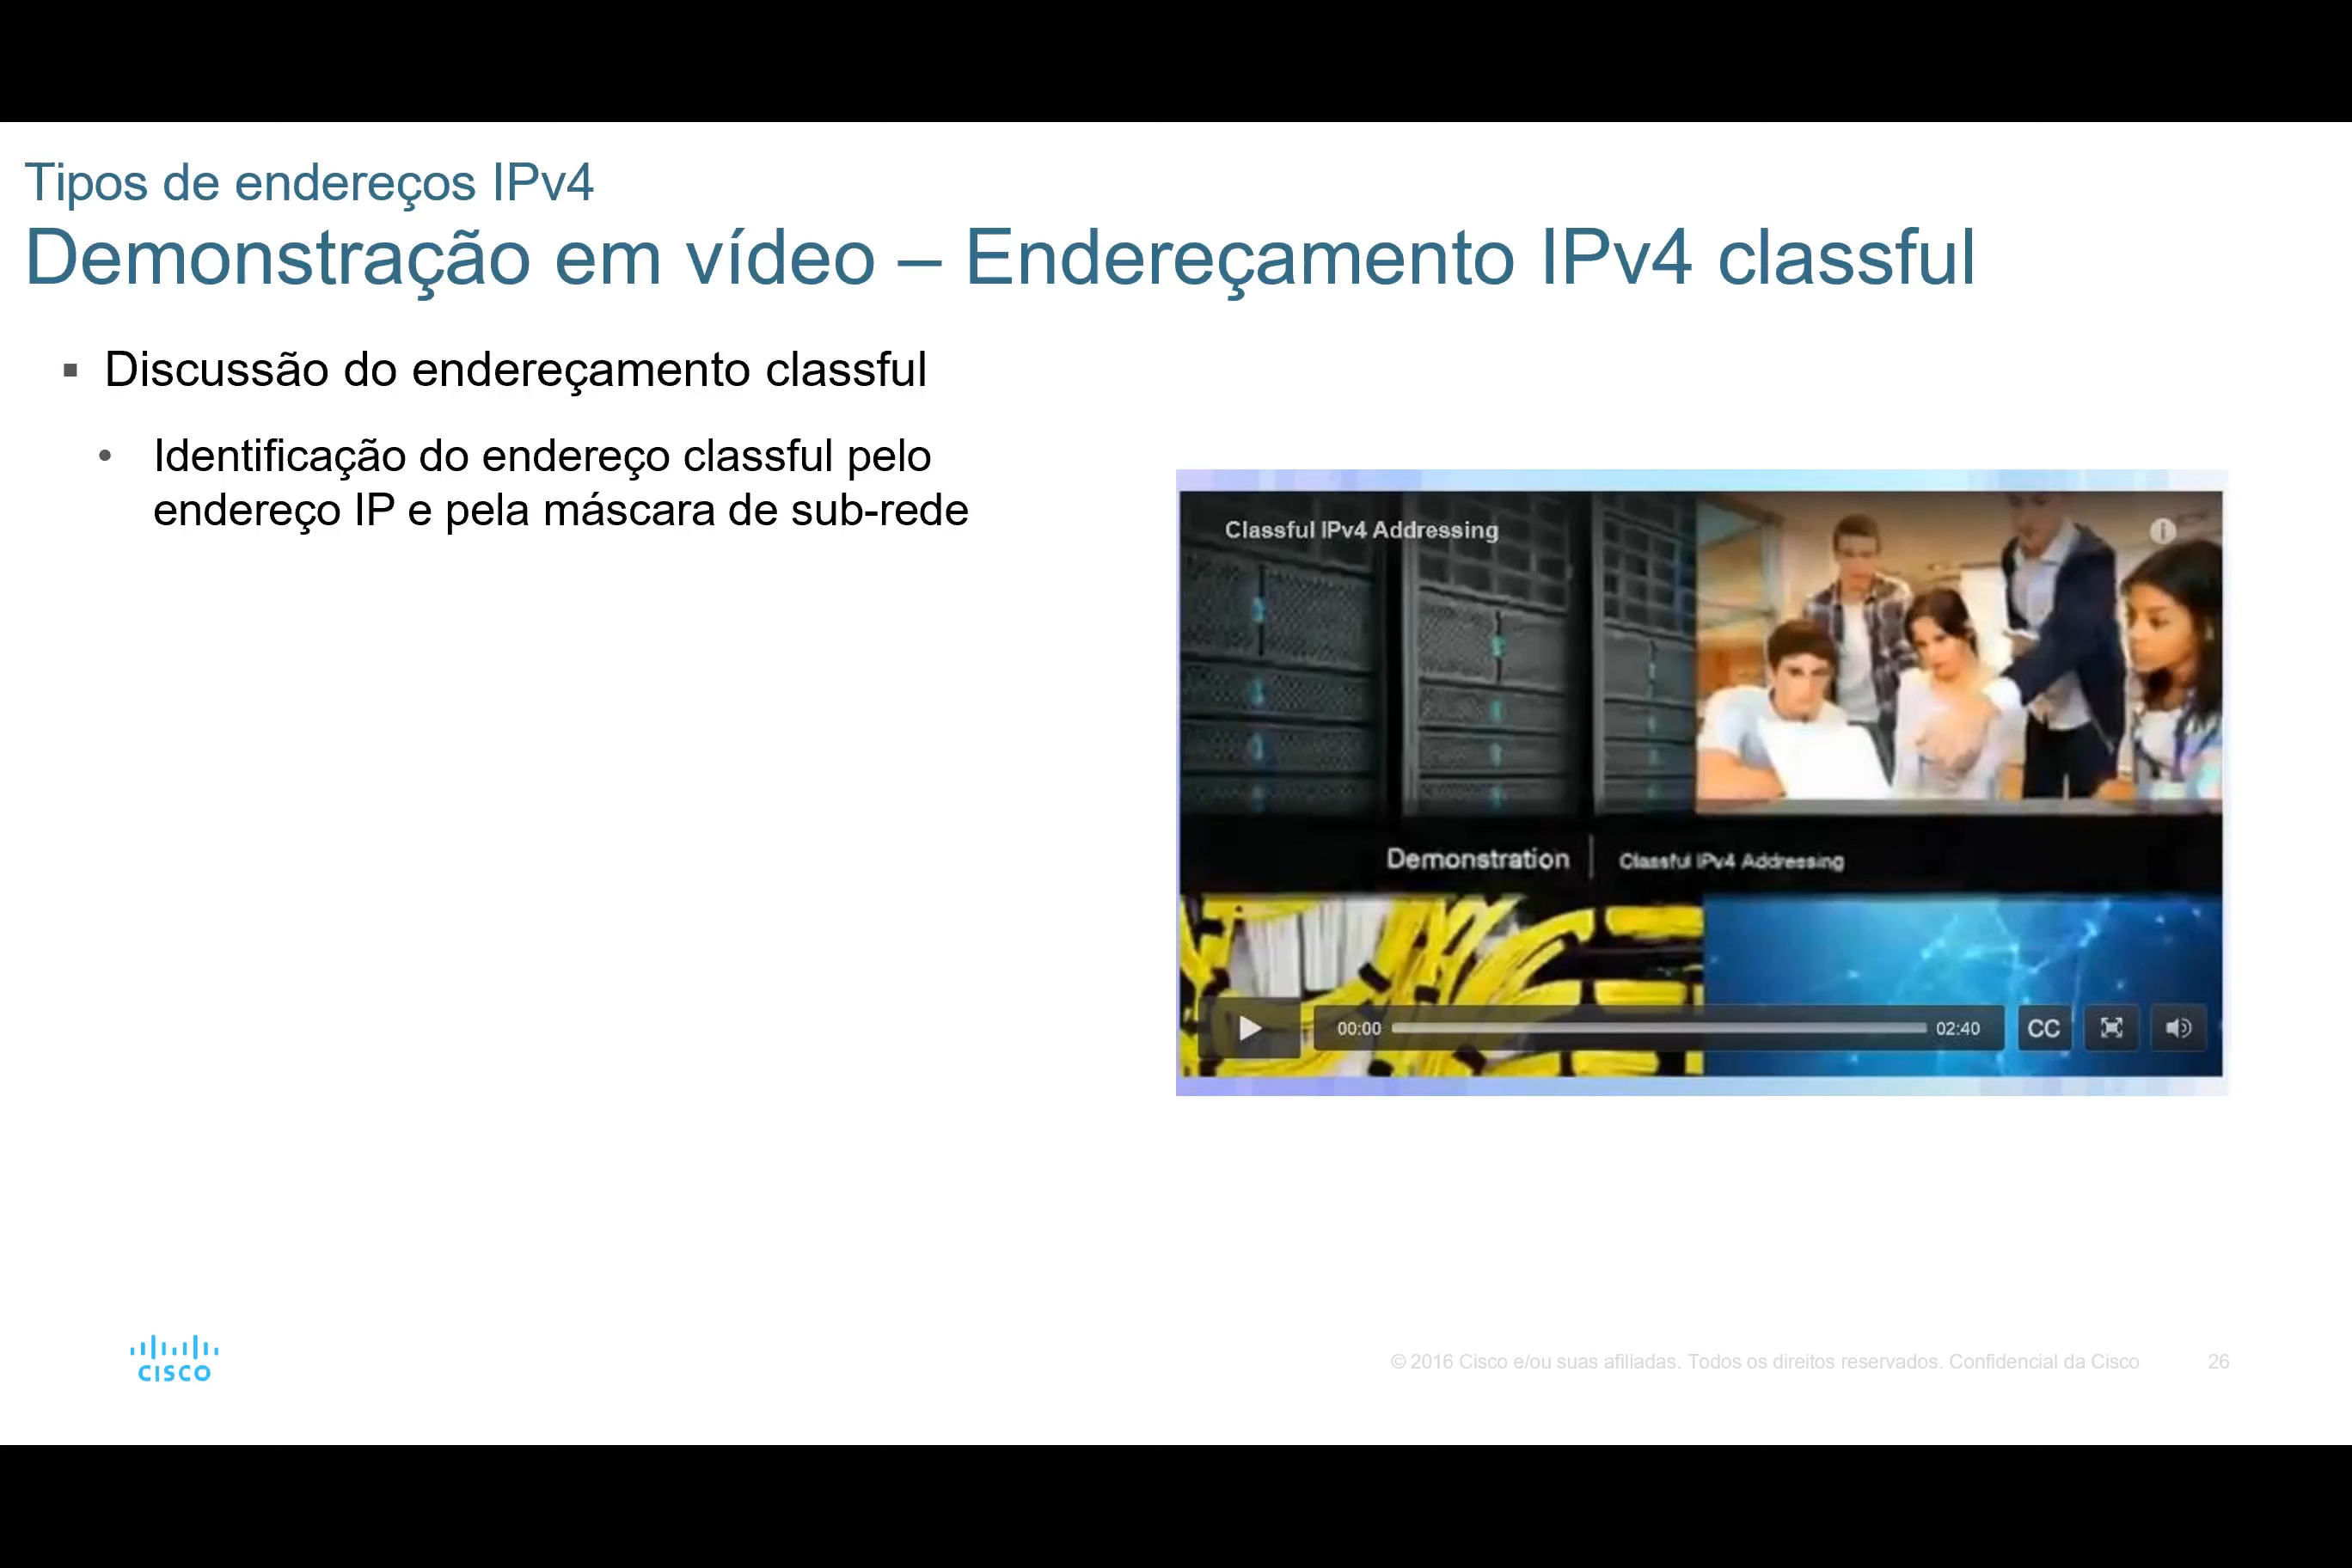 Tipos de endereços IPv4
Demonstração em vídeo – Endereçamento IPv4 classful
▪ Discussão do endereçamento classful
• Identificação do endereço classful pelo
endereço IP e pela máscara de sub-rede
Classful IPv4 Addressing
Demonstration | Classful IPv4 Addressing
00:00 02:40 CC
CISCO
© 2016 Cisco e/ou suas afiliadas. Todos os direitos reservados. Confidencial da Cisco 26